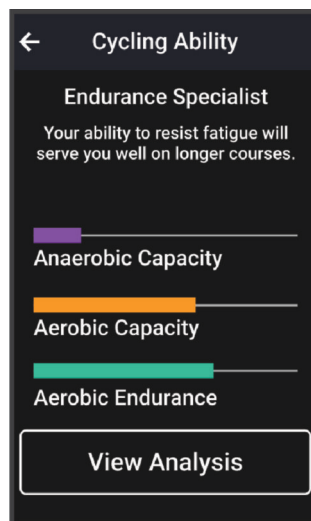 Cycling Ability
Endurance Specialist
Your ability to resist fatigue will
serve you well on longer courses.
Anaerobic Capacity
Aerobic Capacity
Aerobic Endurance
View Analysis